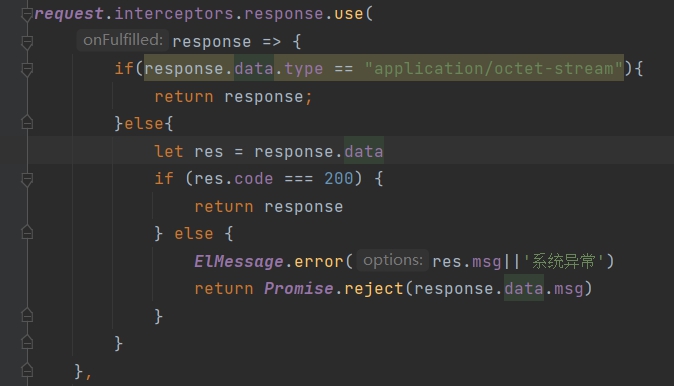 request.interceptors.response.use(
onFulfilled: response => {
if(response.data.type == "application/octet-stream"){
return response;
}else{
let res = response.data
if (res.code === 200) {
return response
} else {
ElMessage.error( options: res.msg||'系统异常')
return Promise.reject(response.data.msg)
}
}
},